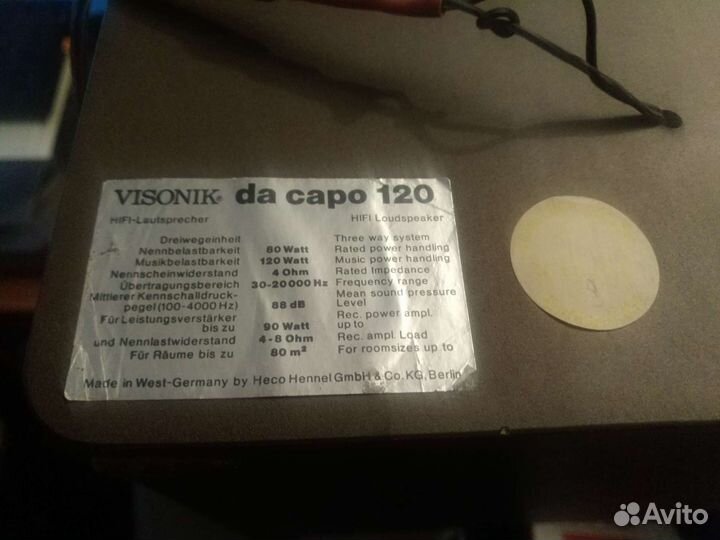 VISONIK® da capo 120
HIFI-Lautsprecher HIFI Loudspeaker
Dreiwegeinheit Three way system
Nennbelastbarkeit 80 Watt Rated power handling
Musikbelastbarkeit 120 Watt Music power handling
Nennscheinwiderstand 4 Ohm Rated Impedance
Übertragungsbereich 30-20000 Hz Frequency range
Mittlerer Kennschalldruck- Mean sound pressure
pegel (100-4000 Hz) 88 dB Level
Für Leistungsverstärker Rec. power ampl.
bis zu 90 Watt up to
und Nennlastwiderstand 4-8 Ohm Rec. ampl. Load
Für Räume bis zu 80 m² For roomsizes up to
Made in West-Germany by Heco Hennel GmbH & Co. KG, Berlin
Avito